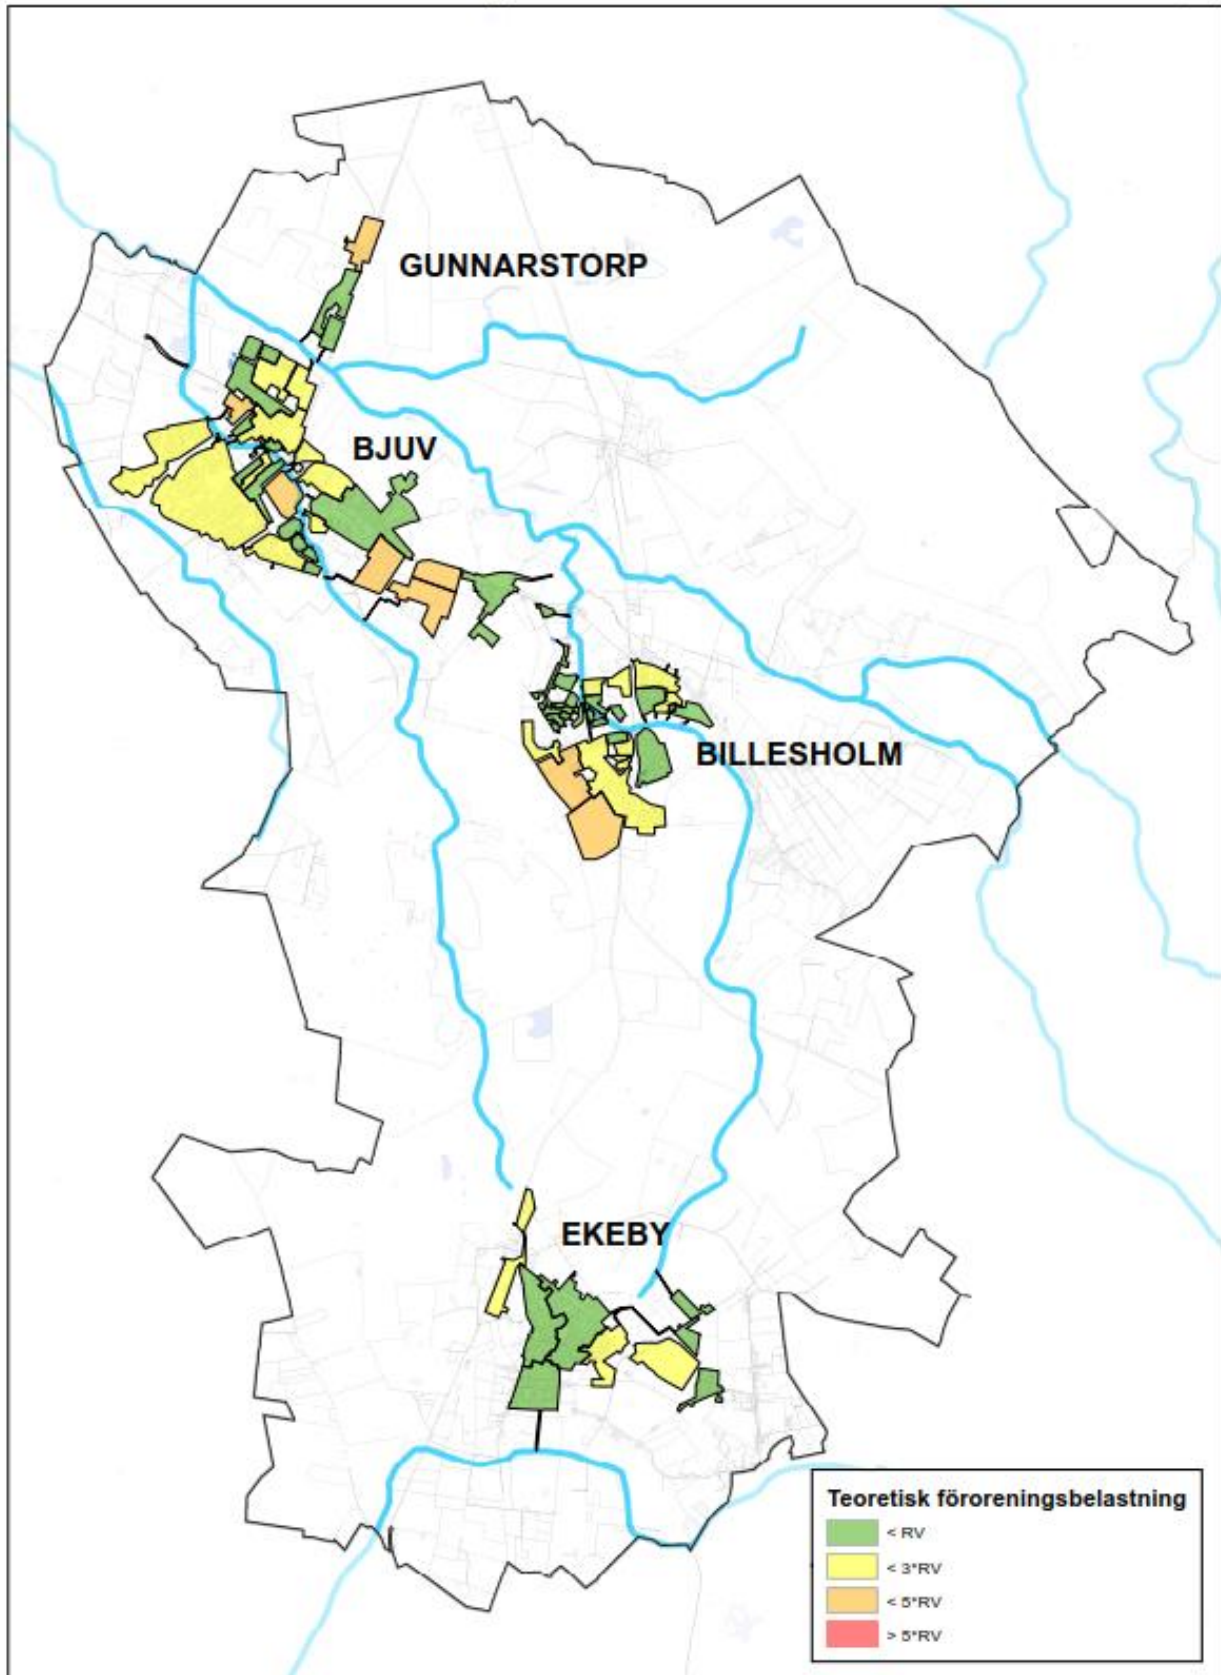 GUNNARSTORP
BJUV
BILLESHOLM
EKEBY
Teoretisk föroreningsbelastning
< RV
< 3*RV
< 5*RV
> 5*RV